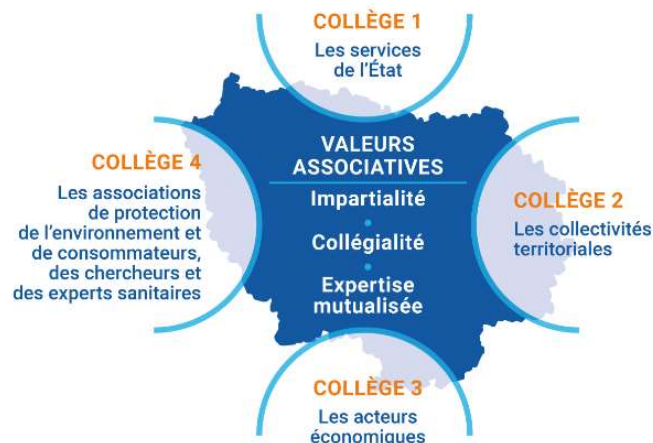 COLLÈGE 1
Les services
de l'État
VALEURS
ASSOCIATIVES
Impartialité
Collégialité
Expertise
mutualisée
COLLÈGE 4
Les associations
de protection
de l'environnement et
de consommateurs,
des chercheurs et
des experts sanitaires
COLLÈGE 2
Les collectivités
territoriales
COLLÈGE 3
Les acteurs
économiques